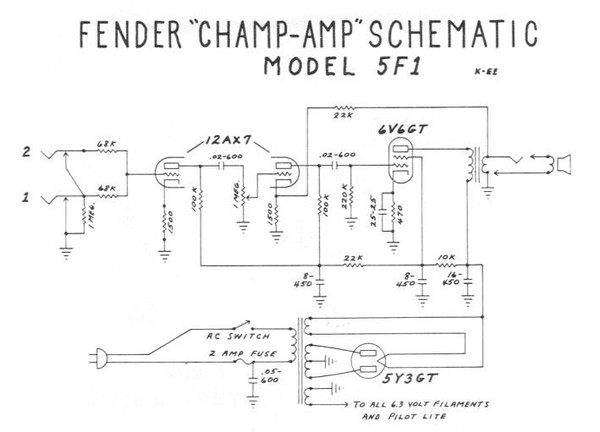 FENDER "CHAMP-AMP" SCHEMATIC
MODEL 5F1
K-EE
22K
2
68K
12AX7
.02-600
6V6GT
.02-600
1
68K
1 MEG.
1500
100K
1 MEG.
1500
100K
220K
25-25
470
22K
10K
8-450
8-450
16-450
AC SWITCH
2 AMP FUSE
.05-600
5Y3GT
TO ALL 6.3 VOLT FILAMENTS
AND PILOT LITE